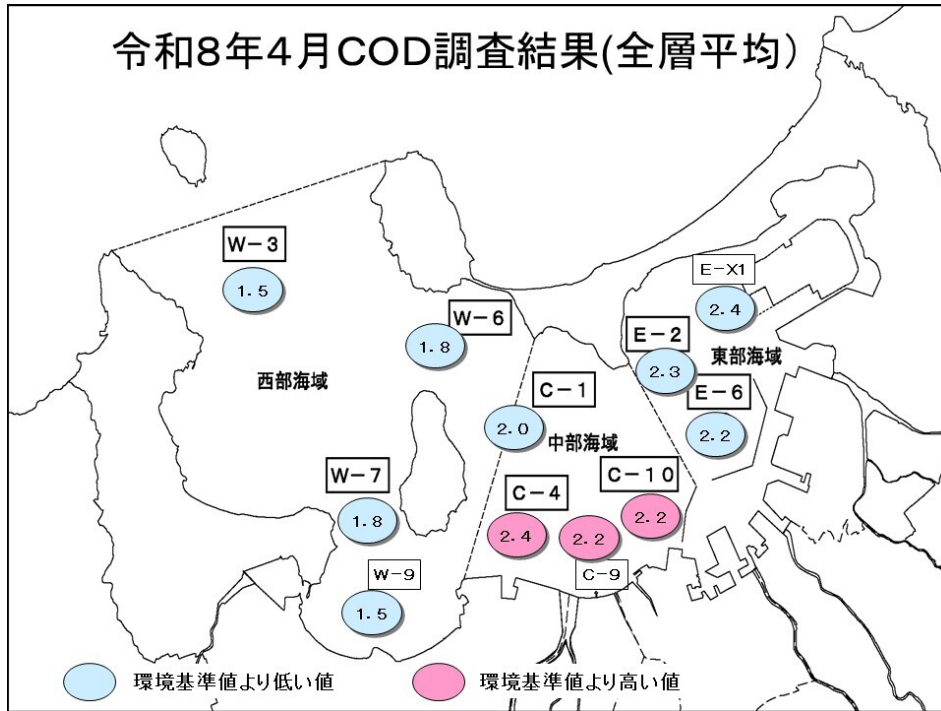 令和8年4月COD調査結果(全層平均)
W-3
1.5
E-X1
2.4
W-6
1.8
E-2
2.3
東部海域
西部海域
C-1
2.0
E-6
2.2
中部海域
W-7
1.8
C-4
2.4
C-10
2.2
2.2
C-9
W-9
1.5
環境基準値より低い値
環境基準値より高い値